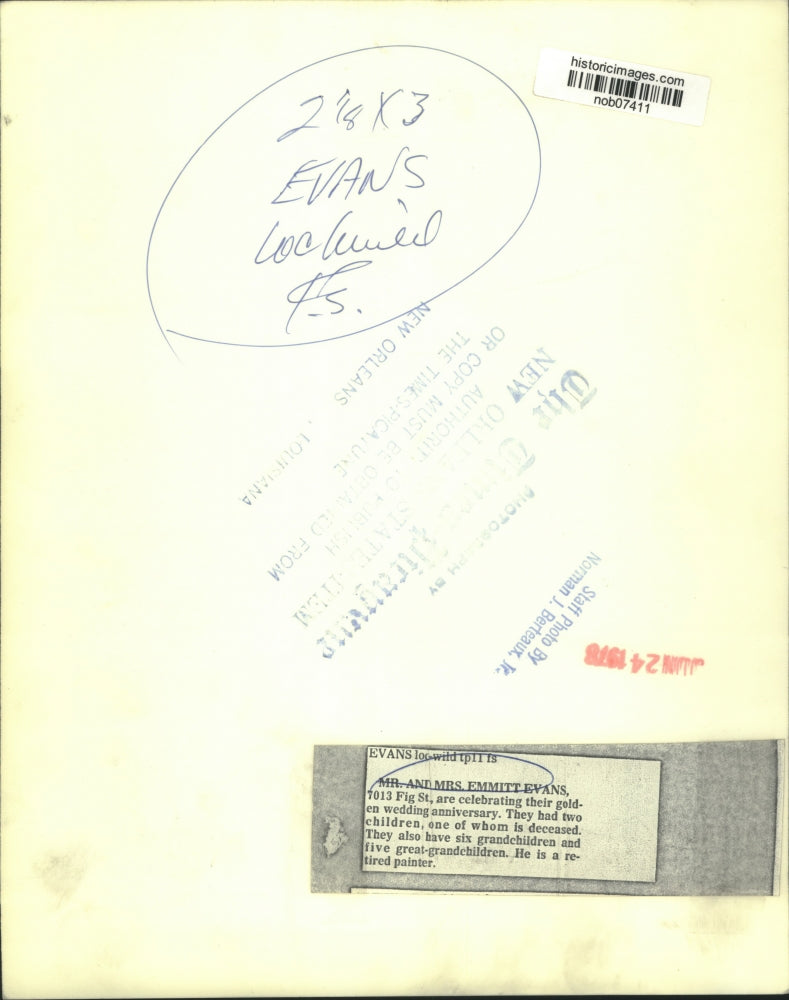 historicimages.com
nob07411
2 1/8 X 3
EVANS
loc/wild
fs.
The Times-Picayune
NEW ORLEANS STATES-ITEM
PHOTOGRAPH BY
AUTHORITY TO PUBLISH
OR COPY MUST BE OBTAINED FROM
THE TIMES-PICAYUNE
NEW ORLEANS, LOUISIANA
Staff Photo By
Norman J. Berteaux, Jr.
JUN 24 1978
EVANS loc-wild tp11 fs
MR. AND MRS. EMMITT EVANS,
7013 Fig St., are celebrating their gold-
en wedding anniversary. They had two
children, one of whom is deceased.
They also have six grandchildren and
five great-grandchildren. He is a re-
tired painter.